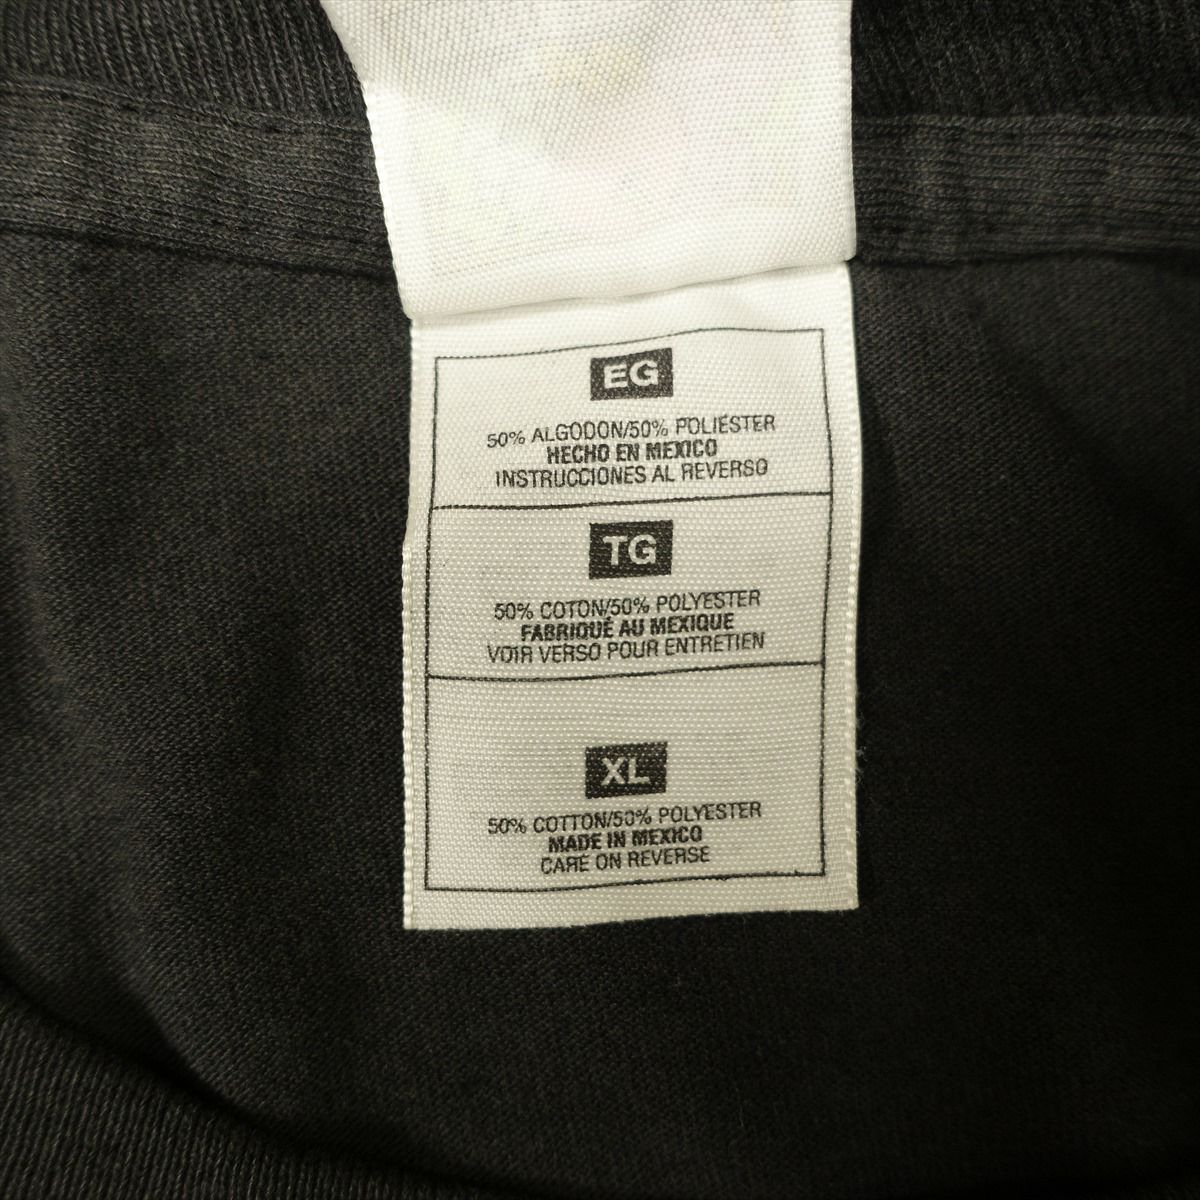 EG
50% ALGODON/50% POLIÉSTER
HECHO EN MEXICO
INSTRUCCIONES AL REVERSO
TG
50% COTON/50% POLYESTER
FABRIQUÉ AU MEXIQUE
VOIR VERSO POUR ENTRETIEN
XL
50% COTTON/50% POLYESTER
MADE IN MEXICO
CARE ON REVERSE